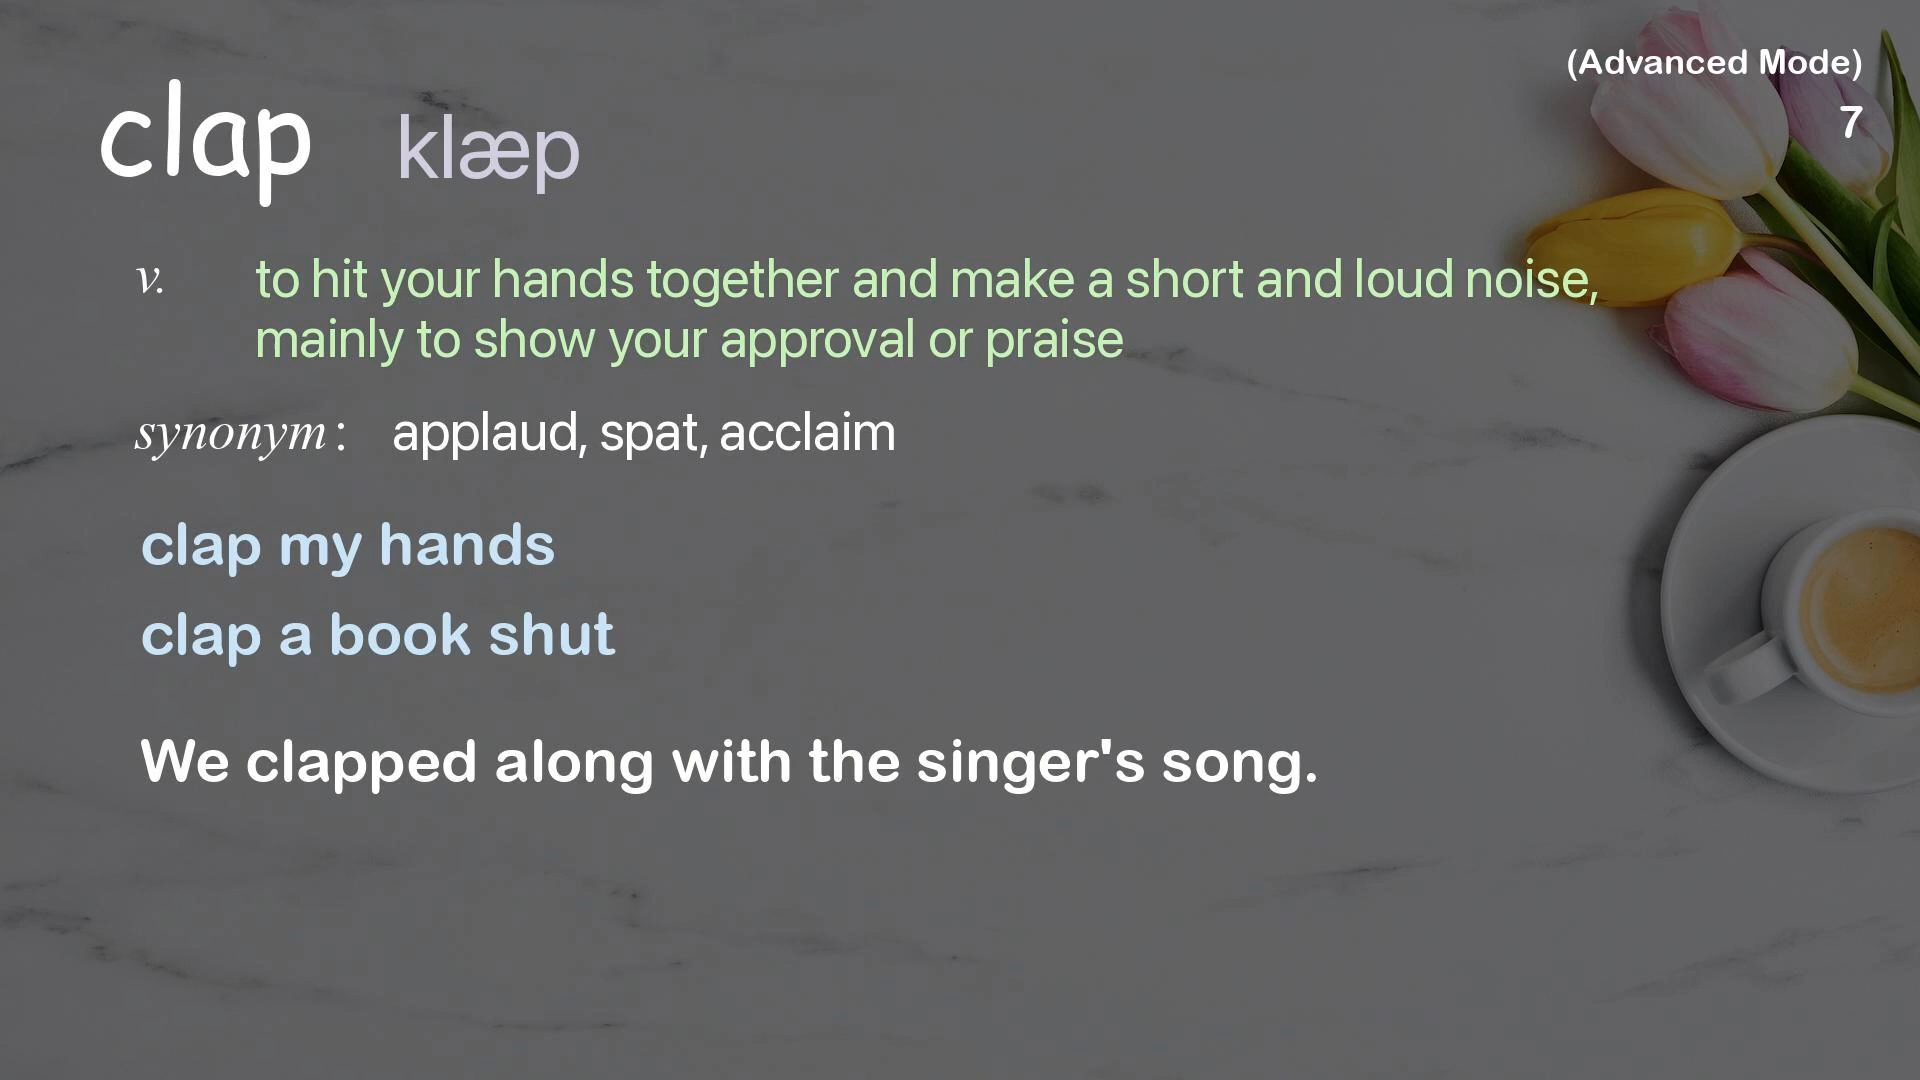 (Advanced Mode)
7
clap klæp
v. to hit your hands together and make a short and loud noise,
mainly to show your approval or praise
synonym : applaud, spat, acclaim
clap my hands
clap a book shut
We clapped along with the singer's song.